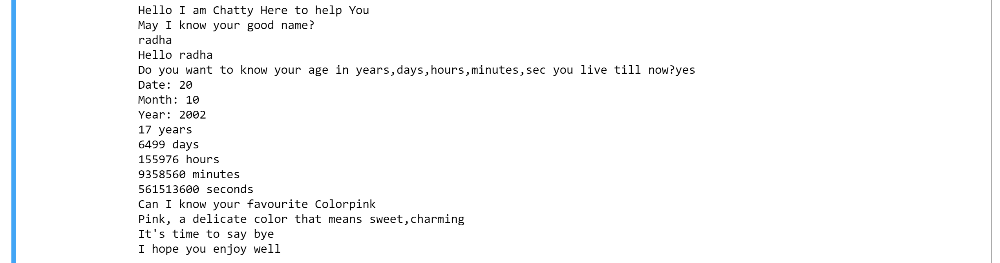 Hello I am Chatty Here to help You
May I know your good name?
radha
Hello radha
Do you want to know your age in years,days,hours,minutes,sec you live till now?yes
Date: 20
Month: 10
Year: 2002
17 years
6499 days
155976 hours
9358560 minutes
561513600 seconds
Can I know your favourite Colorpink
Pink, a delicate color that means sweet,charming
It's time to say bye
I hope you enjoy well